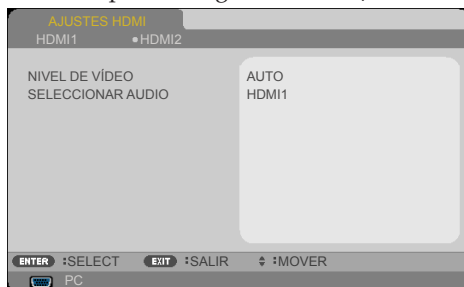 AJUSTES HDMI
HDMI1 •HDMI2
NIVEL DE VÍDEO AUTO
SELECCIONAR AUDIO HDMI1
ENTER :SELECT EXIT :SALIR :MOVER
PC